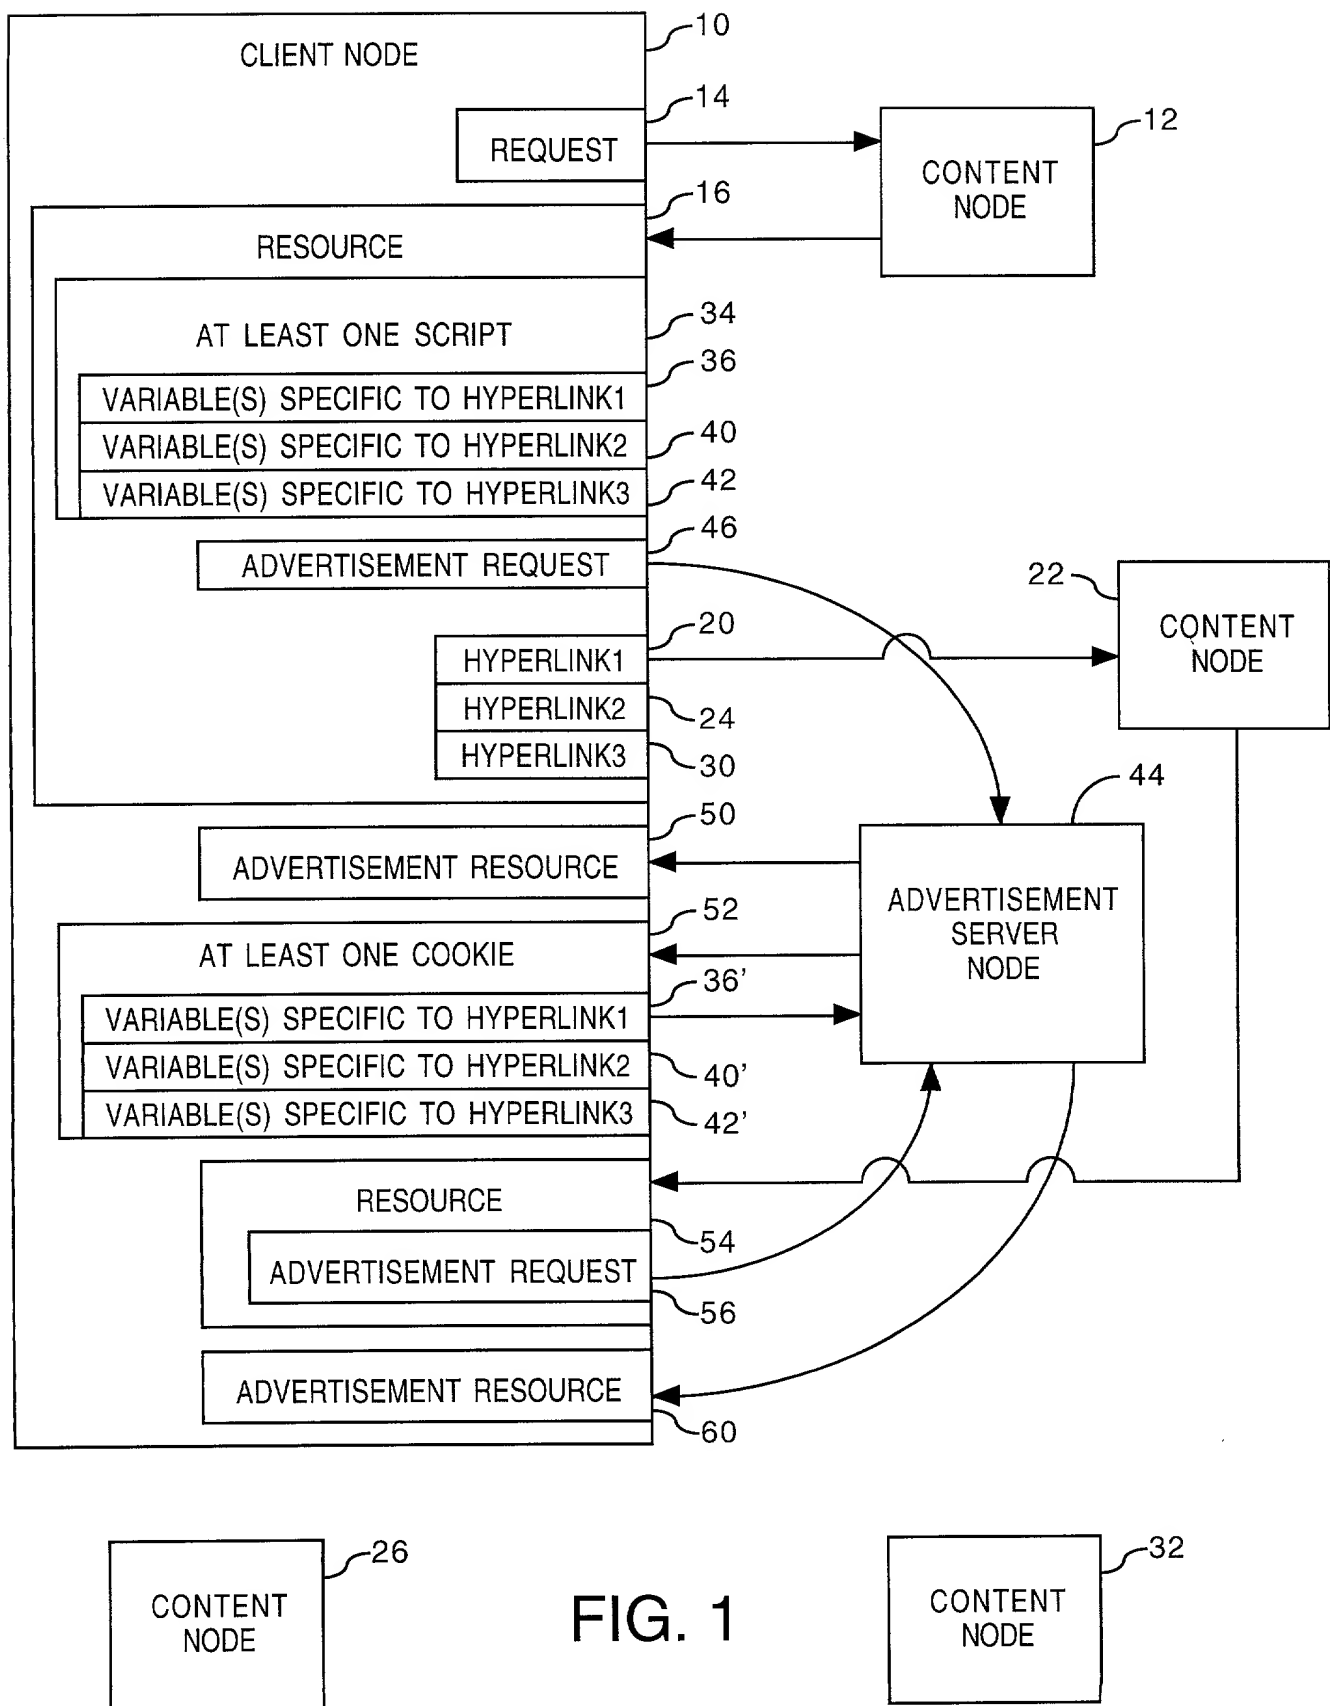 CLIENT NODE
10
14
REQUEST
12
CONTENT
NODE
16
RESOURCE
34
AT LEAST ONE SCRIPT
36
VARIABLE(S) SPECIFIC TO HYPERLINK1
VARIABLE(S) SPECIFIC TO HYPERLINK2
40
VARIABLE(S) SPECIFIC TO HYPERLINK3
42
46
ADVERTISEMENT REQUEST
22
CONTENT
NODE
20
HYPERLINK1
HYPERLINK2
24
HYPERLINK3
30
44
50
ADVERTISEMENT RESOURCE
ADVERTISEMENT
SERVER
NODE
52
AT LEAST ONE COOKIE
36'
VARIABLE(S) SPECIFIC TO HYPERLINK1
VARIABLE(S) SPECIFIC TO HYPERLINK2
40'
VARIABLE(S) SPECIFIC TO HYPERLINK3
42'
RESOURCE
54
ADVERTISEMENT REQUEST
56
ADVERTISEMENT RESOURCE
60
26
CONTENT
NODE
FIG. 1
32
CONTENT
NODE